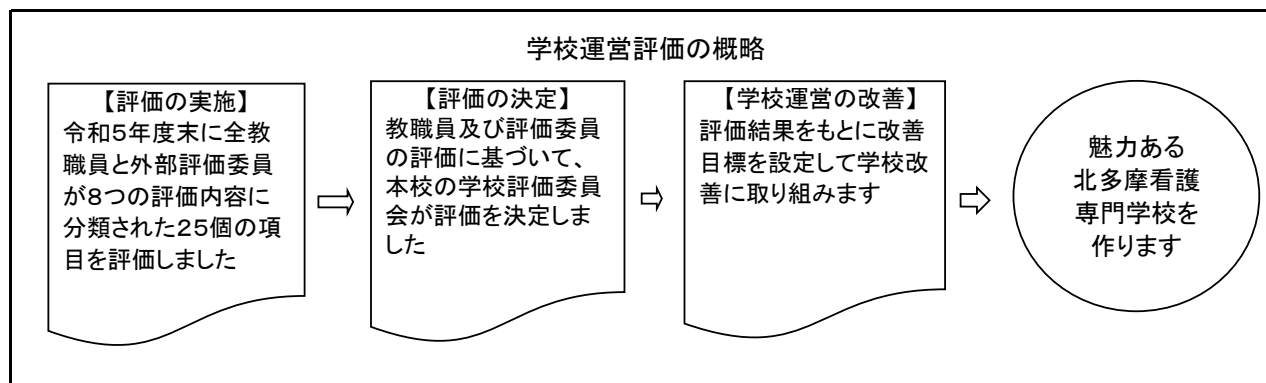 学校運営評価の概略
【評価の実施】
令和5年度末に全教
職員と外部評価委員
が8つの評価内容に
分類された25個の項
目を評価しました
【評価の決定】
教職員及び評価委員
の評価に基づいて、
本校の学校評価委員
会が評価を決定しま
した
【学校運営の改善】
評価結果をもとに改善
目標を設定して学校改
善に取り組みます
魅力ある
北多摩看護
専門学校を
作ります